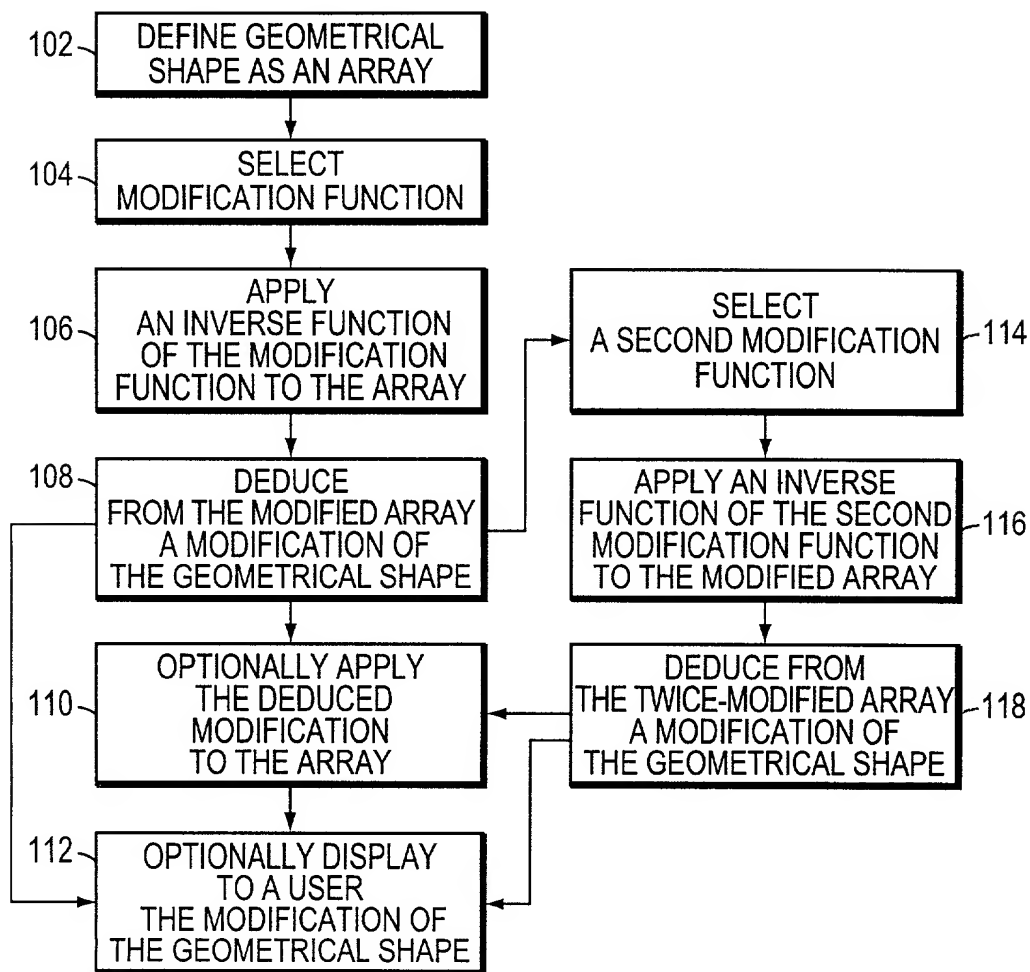 102
DEFINE GEOMETRICAL
SHAPE AS AN ARRAY
104
SELECT
MODIFICATION FUNCTION
106
APPLY
AN INVERSE FUNCTION
OF THE MODIFICATION
FUNCTION TO THE ARRAY
108
DEDUCE
FROM THE MODIFIED ARRAY
A MODIFICATION OF
THE GEOMETRICAL SHAPE
110
OPTIONALLY APPLY
THE DEDUCED
MODIFICATION
TO THE ARRAY
112
OPTIONALLY DISPLAY
TO A USER
THE MODIFICATION OF
THE GEOMETRICAL SHAPE
SELECT
A SECOND MODIFICATION
FUNCTION
114
APPLY AN INVERSE
FUNCTION OF THE SECOND
MODIFICATION FUNCTION
TO THE MODIFIED ARRAY
116
DEDUCE FROM
THE TWICE-MODIFIED ARRAY
A MODIFICATION OF
THE GEOMETRICAL SHAPE
118